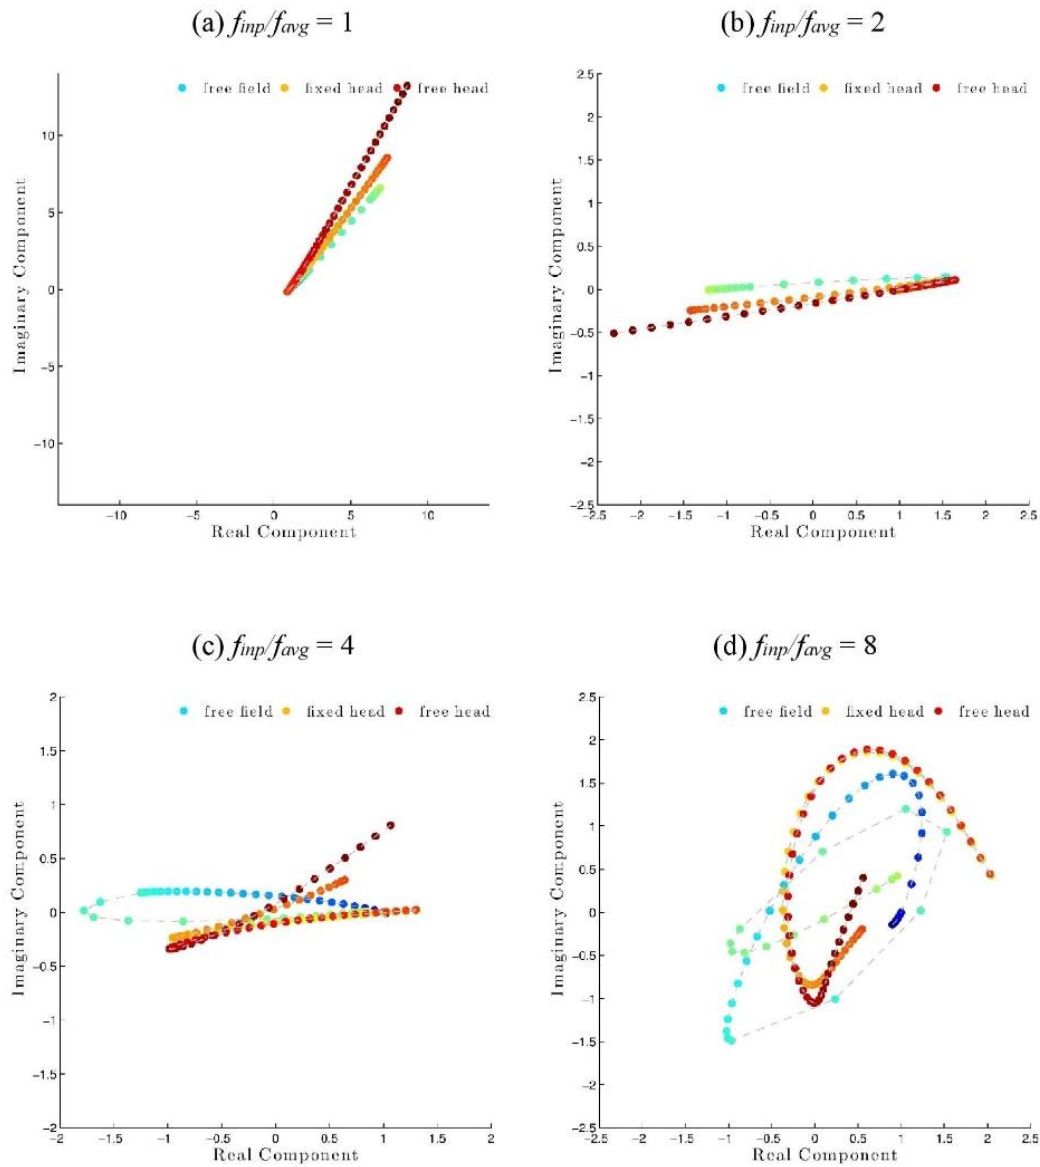 (a) finp/favg = 1
free field fixed head free head
10
5
0
−5
−10
Imaginary Component
−10 −5 0 5 10
Real Component
(b) finp/favg = 2
free field fixed head free head
2.5
2
1.5
1
0.5
0
−0.5
−1
−1.5
−2
−2.5
Imaginary Component
−2.5 −2 −1.5 −1 −0.5 0 0.5 1 1.5 2 2.5
Real Component
(c) finp/favg = 4
free field fixed head free head
2
1.5
1
0.5
0
−0.5
−1
−1.5
−2
Imaginary Component
−2 −1.5 −1 −0.5 0 0.5 1 1.5 2
Real Component
(d) finp/favg = 8
free field fixed head free head
2.5
2
1.5
1
0.5
0
−0.5
−1
−1.5
−2
−2.5
Imaginary Component
−2.5 −2 −1.5 −1 −0.5 0 0.5 1 1.5 2 2.5
Real Component